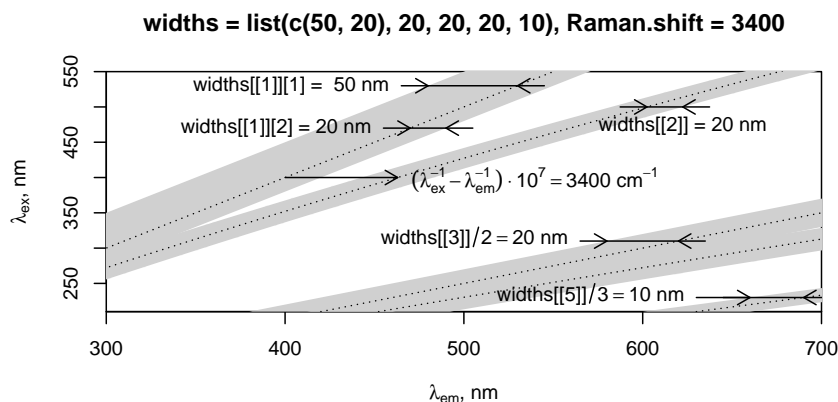 widths = list(c(50, 20), 20, 20, 20, 10), Raman.shift = 3400
550
450
350
250
λex, nm
widths[[1]][1] = 50 nm
widths[[1]][2] = 20 nm
widths[[2]] = 20 nm
(λex⁻¹ − λem⁻¹) · 10⁷ = 3400 cm⁻¹
widths[[3]]/2 = 20 nm
widths[[5]]/3 = 10 nm
300 400 500 600 700
λem, nm